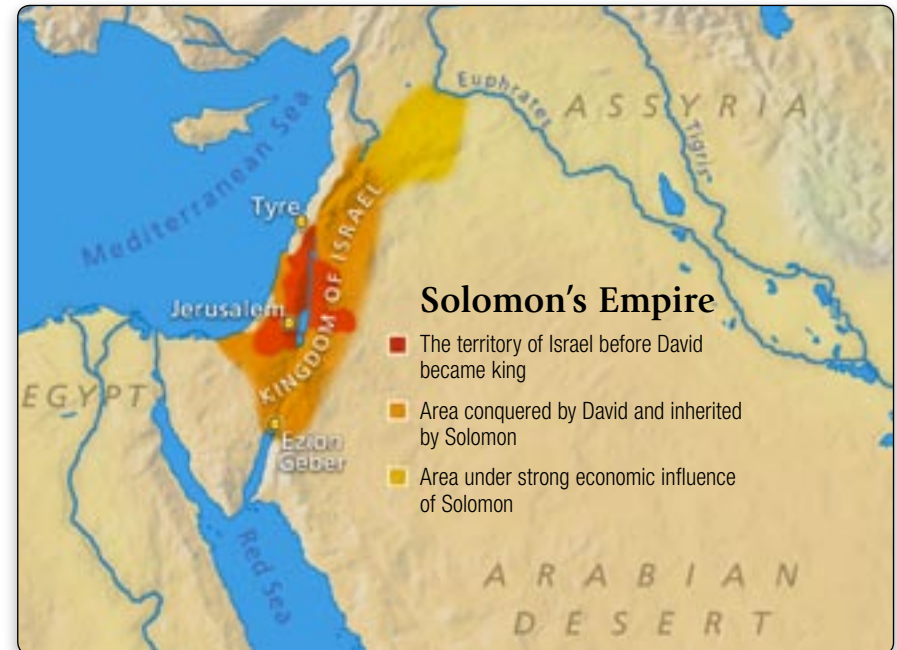 Euphrates
ASSYRIA
Tigris
Mediterranean Sea
Tyre
KINGDOM OF ISRAEL
Jerusalem
EGYPT
Ezion
Geber
Red Sea
Solomon's Empire
The territory of Israel before David
became king
Area conquered by David and inherited
by Solomon
Area under strong economic influence
of Solomon
ARABIAN
DESERT